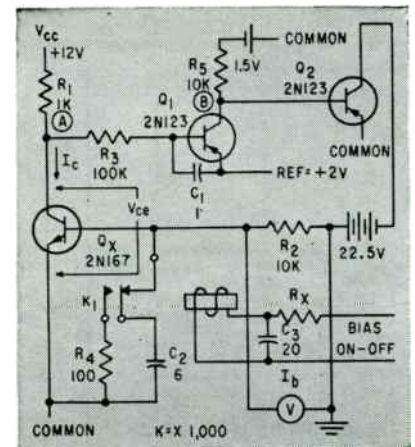 Vcc
+12V
R1
1K
A
Ic
R3
100K
Q1
2N123
R5
10K
B
1.5V
COMMON
Q2
2N123
COMMON
C1
1
REF=+2V
Vce
QX
2N167
R2
10K
22.5V
K1
RX
R4
100
C2
6
C3
20
BIAS
ON-OFF
Ib
V
COMMON
K=X 1,000